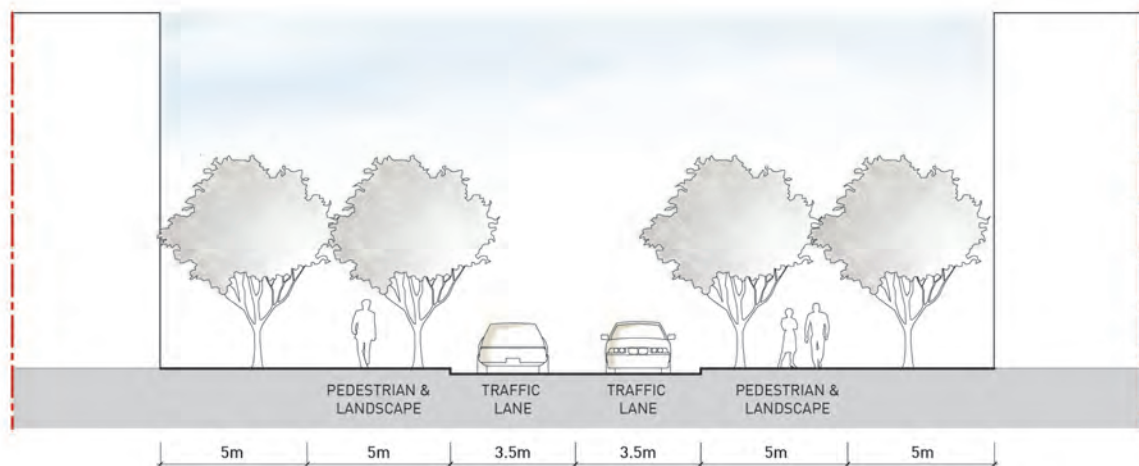 PEDESTRIAN &
LANDSCAPE
TRAFFIC
LANE
TRAFFIC
LANE
PEDESTRIAN &
LANDSCAPE
5m 5m 3.5m 3.5m 5m 5m